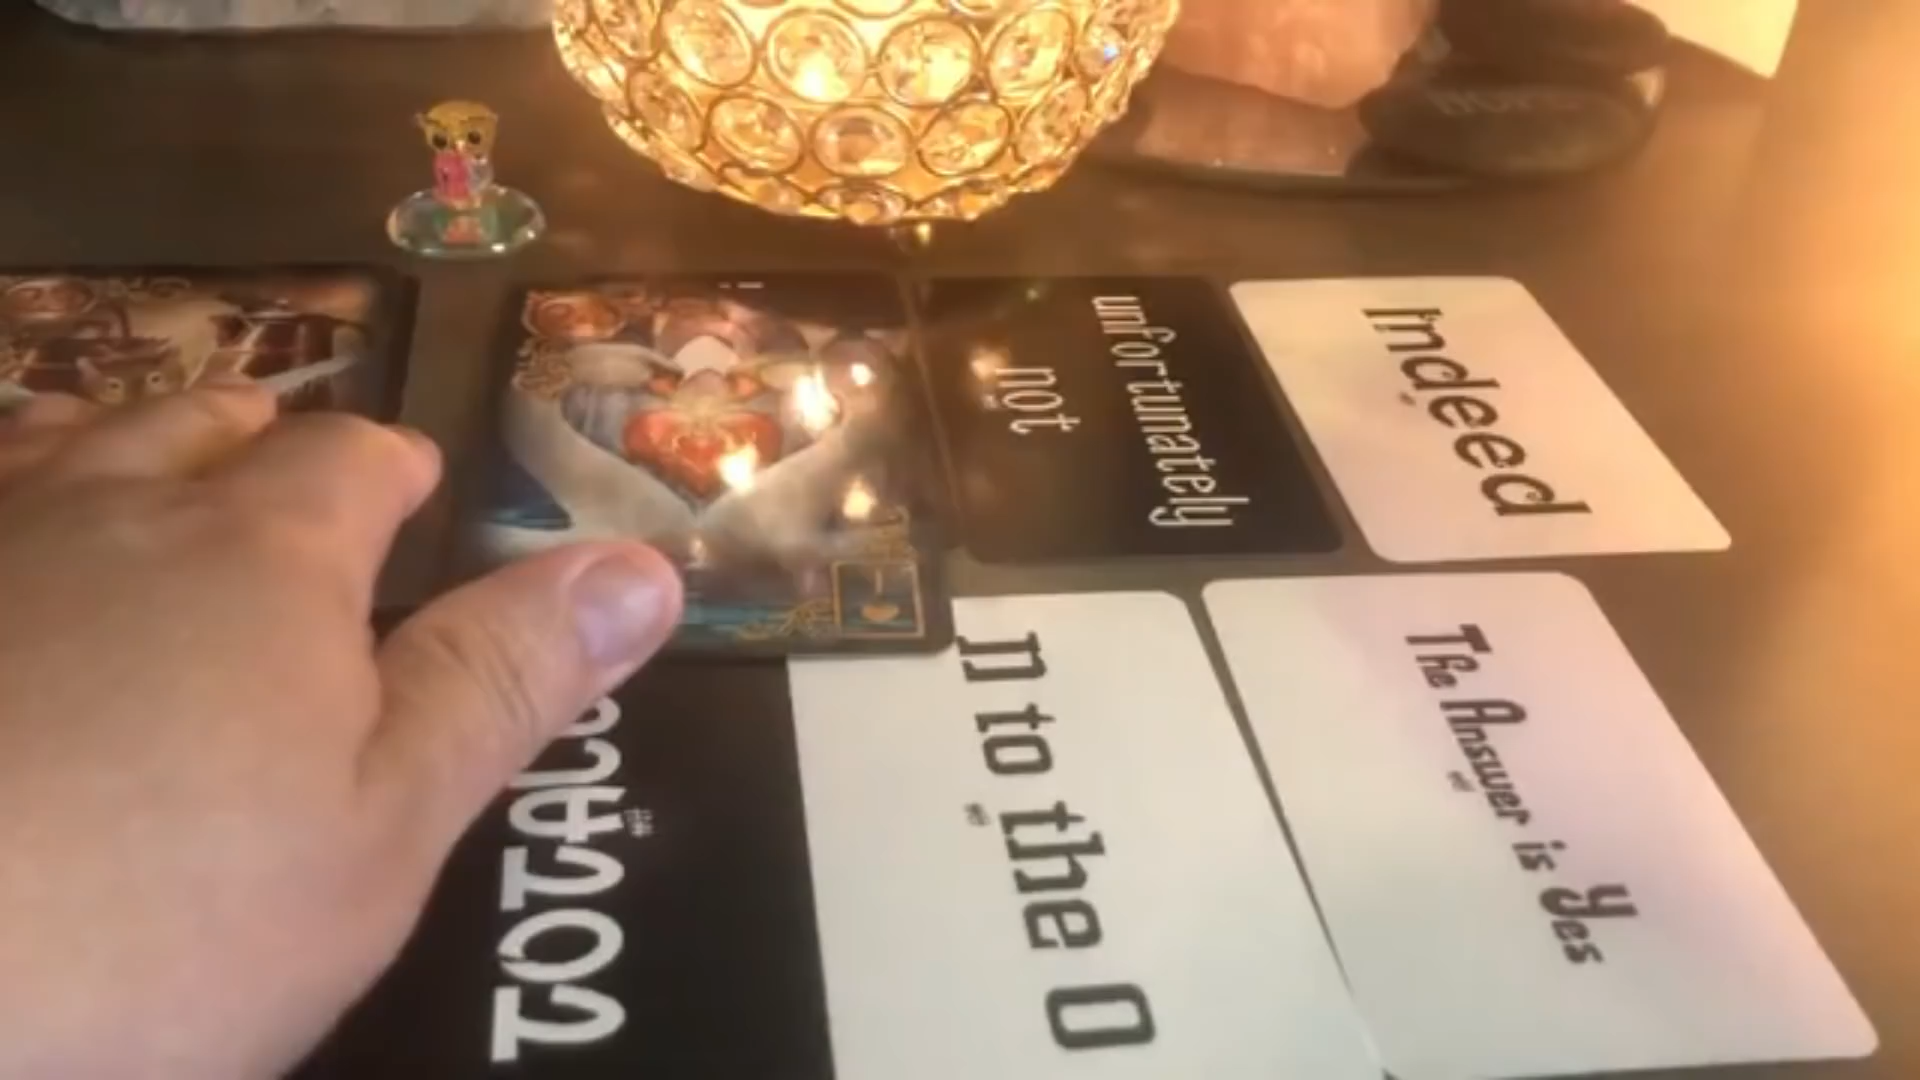 unfortunately
not
Indeed
n to the O
The Answer is Yes